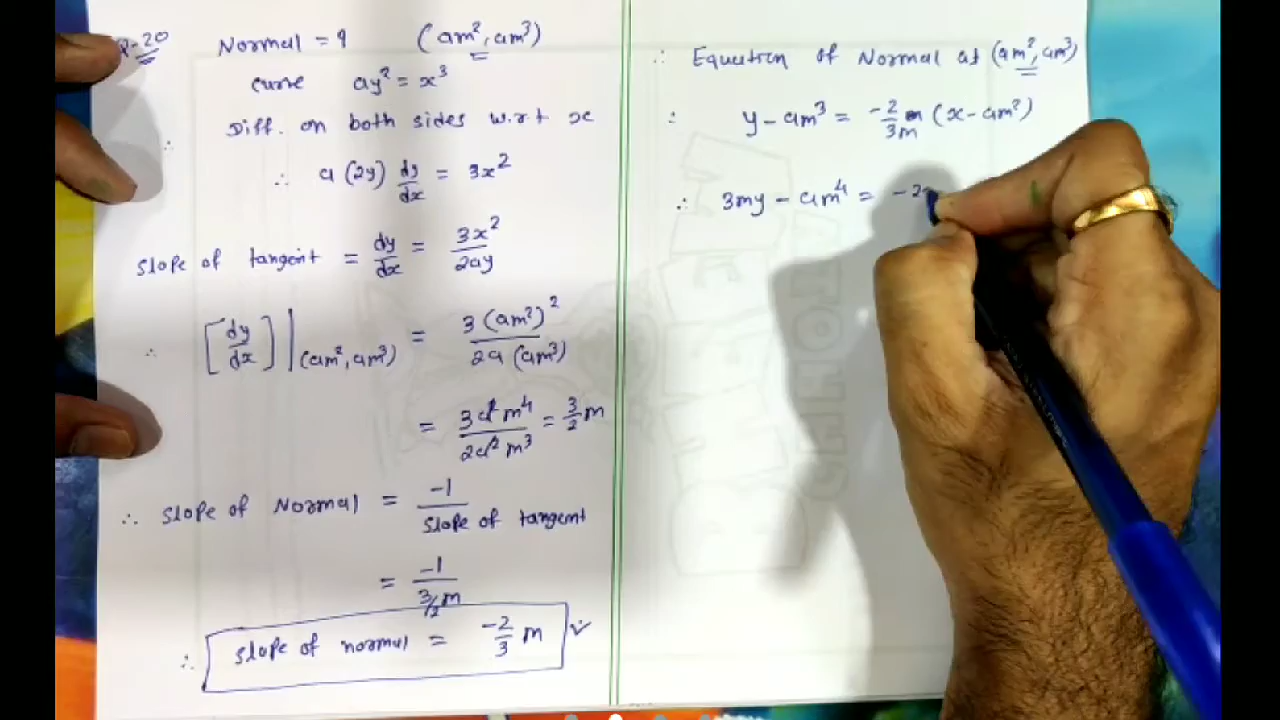 Q-20 Normal = ? (am², am³)
curve ay² = x³
Diff. on both sides w.r.t x
∴ a (2y) dy/dx = 3x²
slope of tangent = dy/dx = 3x²/2ay
∴ [dy/dx] |(am², am³) = 3 (am²)²/2a (am³)
= 3a²m⁴/2a²m³ = 3/2 m
∴ slope of Normal = -1/slope of tangent
= -1/3/2 m
∴ slope of normal = -2/3 m
∴ Equation of Normal at (am², am³)
∴ y - am³ = -2/3m (x - am²)
∴ 3my - am⁴ = -2